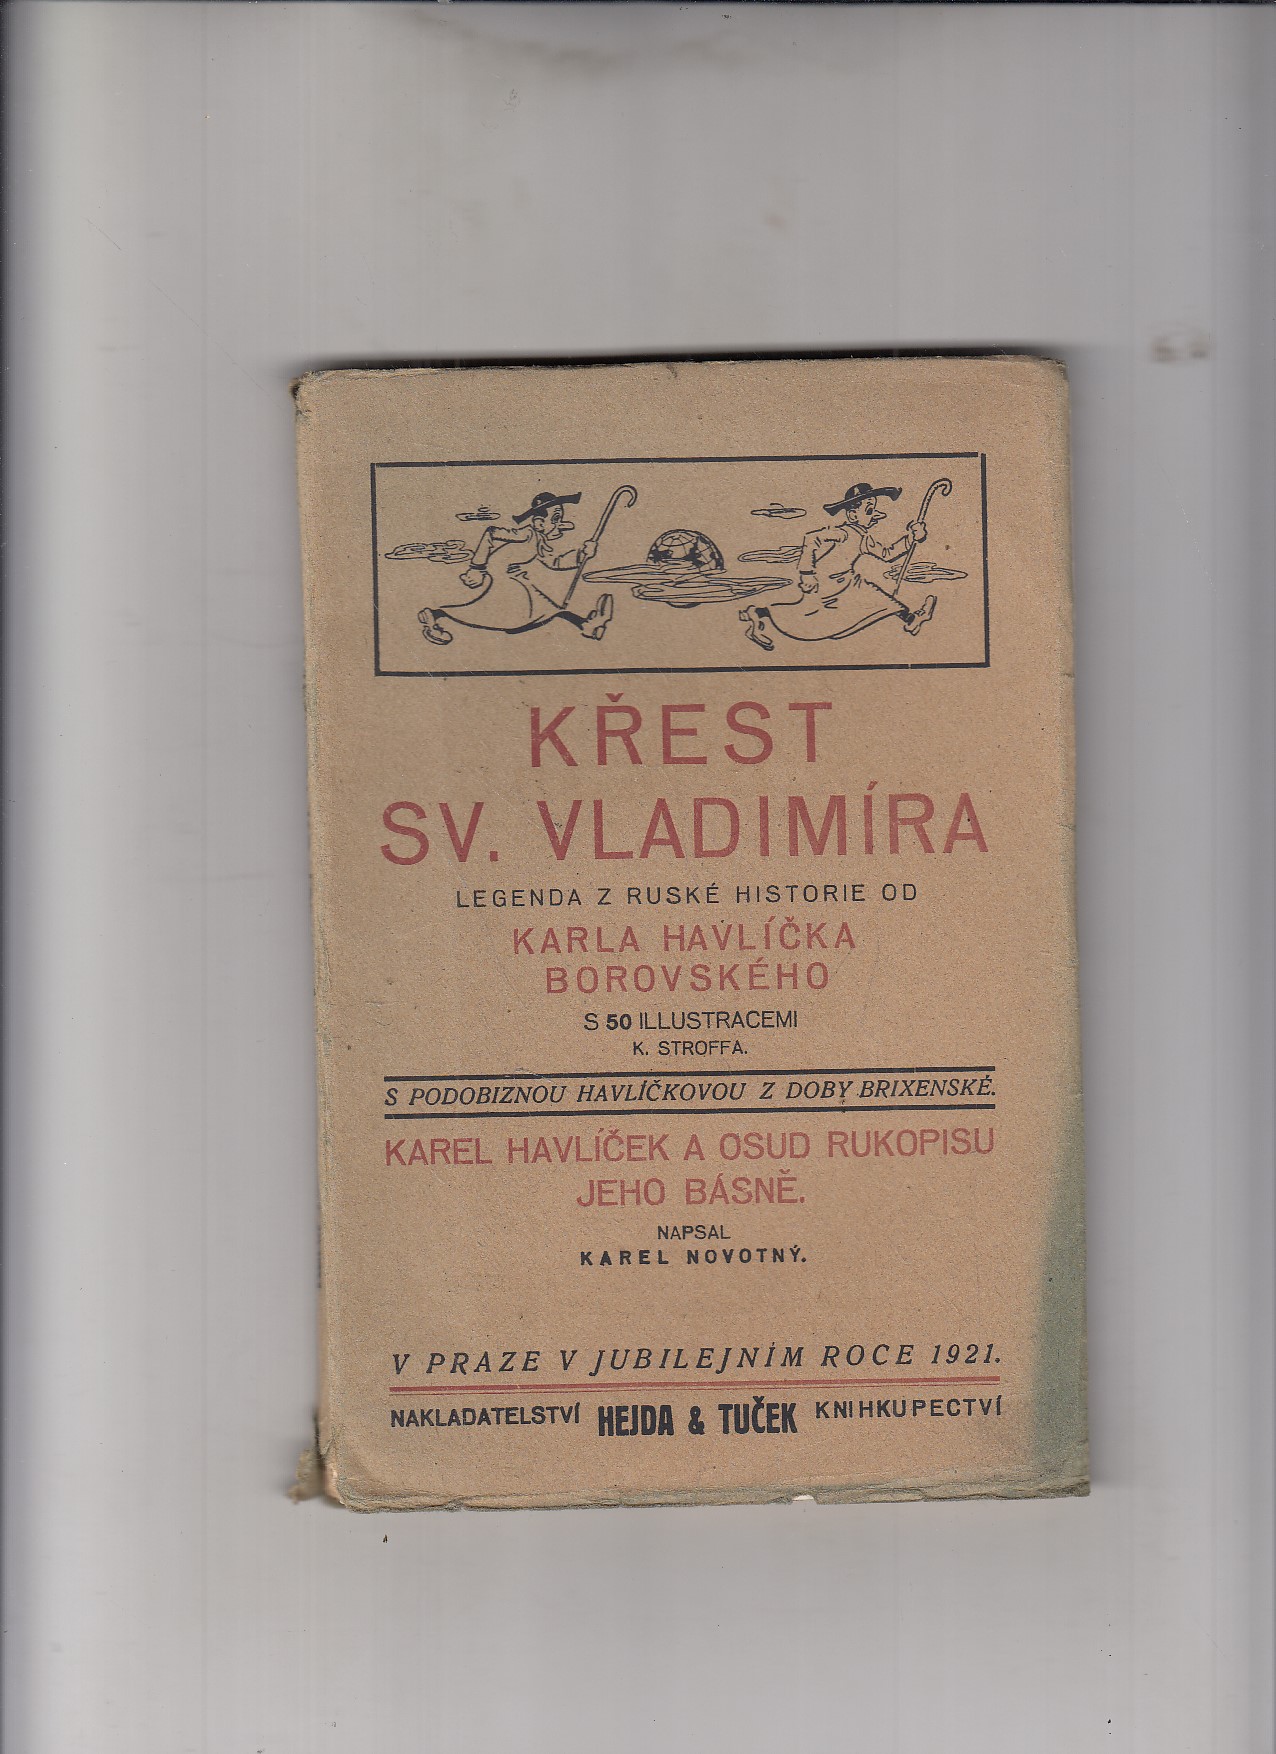 KŘEST
SV. VLADIMÍRA
LEGENDA Z RUSKÉ HISTORIE OD
KARLA HAVLÍČKA
BOROVSKÉHO
S 50 ILLUSTRACEMI
K. STROFFA.
S PODOBIZNOU HAVLÍČKOVOU Z DOBY BRIXENSKÉ.
KAREL HAVLÍČEK A OSUD RUKOPISU
JEHO BÁSNĚ.
NAPSAL
KAREL NOVOTNÝ.
V PRAZE V JUBILEJNÍM ROCE 1921.
NAKLADATELSTVÍ HEJDA & TUČEK KNIHKUPECTVÍ